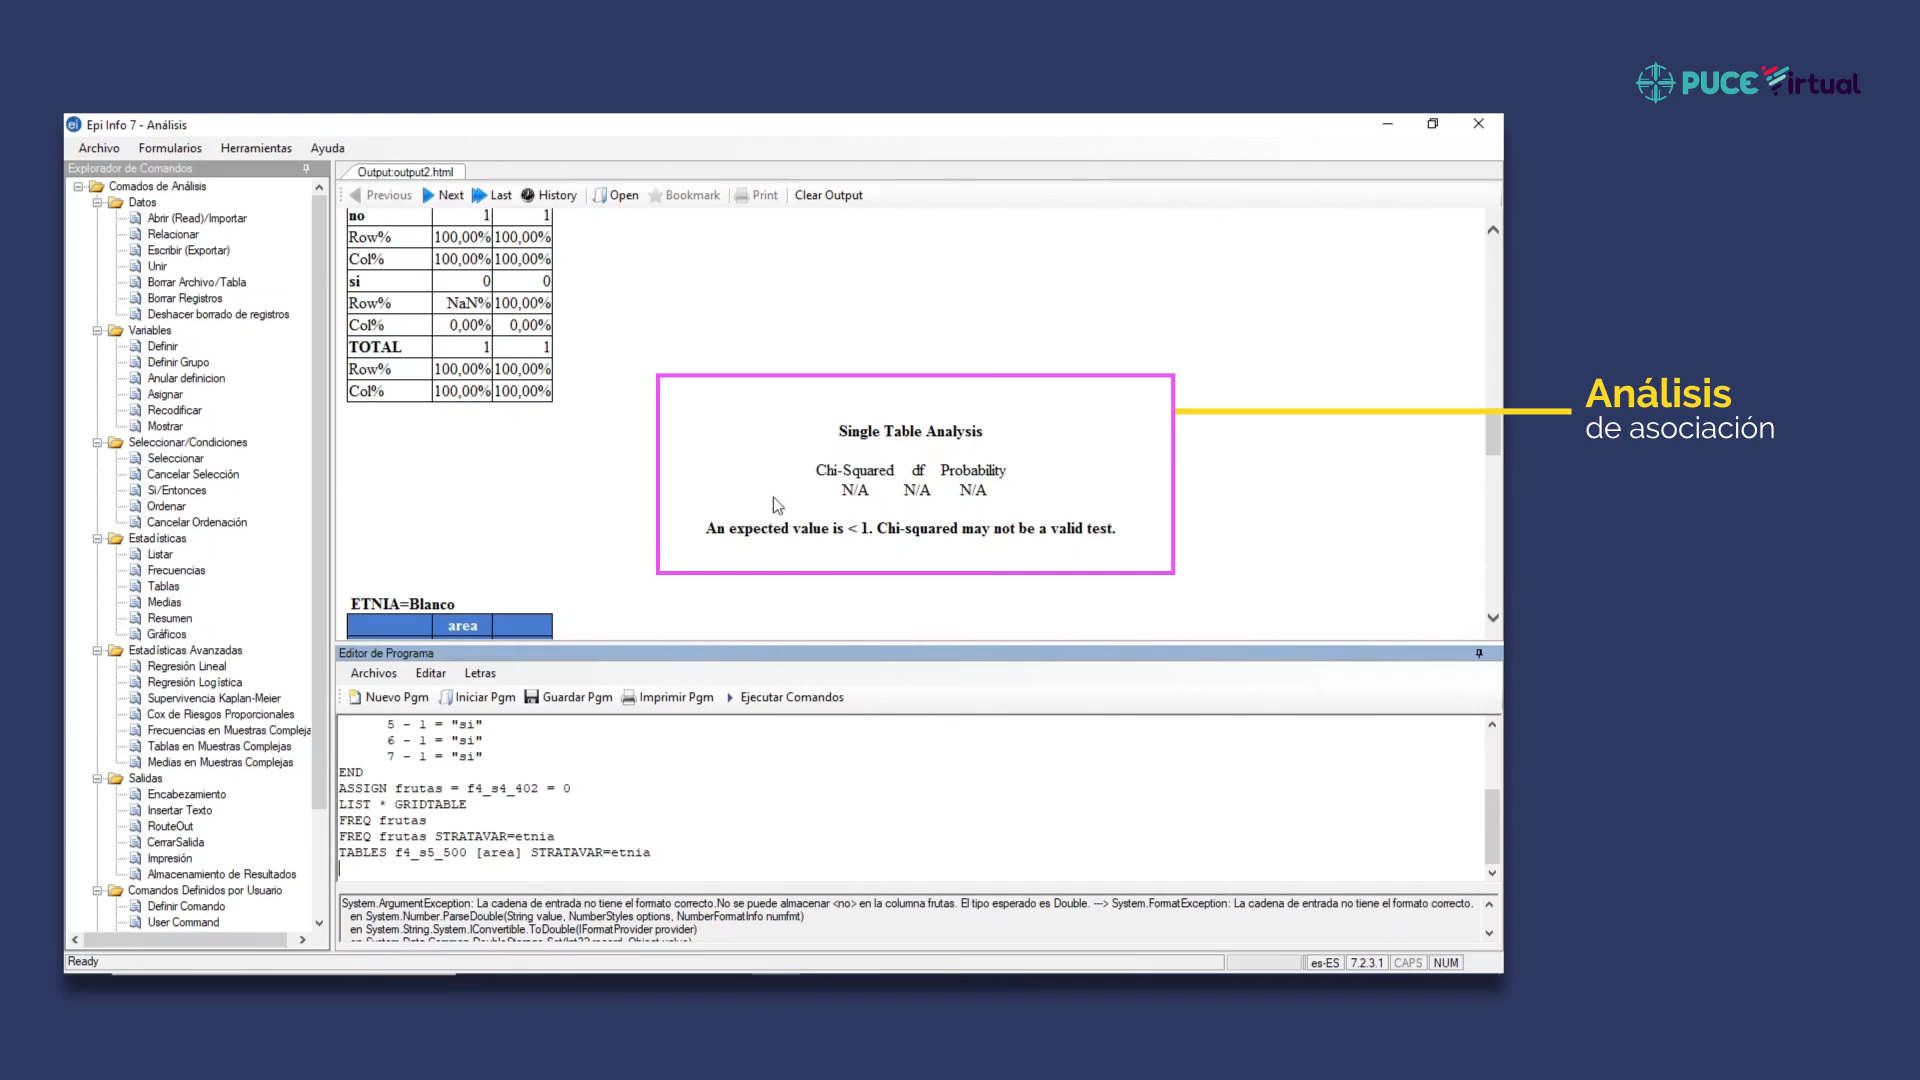 PUCE Virtual
Epi Info 7 - Análisis
Archivo Formularios Herramientas Ayuda
Explorador de Comandos
Comados de Análisis
Datos
Abrir (Read)/Importar
Relacionar
Escribir (Exportar)
Unir
Borrar Archivo/Tabla
Borrar Registros
Deshacer borrado de registros
Variables
Definir
Definir Grupo
Anular definicion
Asignar
Recodificar
Mostrar
Seleccionar/Condiciones
Seleccionar
Cancelar Selección
Si/Entonces
Ordenar
Cancelar Ordenación
Estadísticas
Listar
Frecuencias
Tablas
Medias
Resumen
Gráficos
Estadísticas Avanzadas
Regresión Lineal
Regresión Logística
Supervivencia Kaplan-Meier
Cox de Riesgos Proporcionales
Frecuencias en Muestras Compleja
Tablas en Muestras Complejas
Medias en Muestras Complejas
Salidas
Encabezamiento
Insertar Texto
RouteOut
CerrarSalida
Impresión
Almacenamiento de Resultados
Comandos Definidos por Usuario
Definir Comando
User Command
Output:output2.html
Previous Next Last History Open Bookmark Print Clear Output
no 1 1
Row% 100,00% 100,00%
Col% 100,00% 100,00%
si 0 0
Row% NaN% 100,00%
Col% 0,00% 0,00%
TOTAL 1 1
Row% 100,00% 100,00%
Col% 100,00% 100,00%
Single Table Analysis
Chi-Squared df Probability
N/A N/A N/A
An expected value is < 1. Chi-squared may not be a valid test.
ETNIA=Blanco
area
Análisis
de asociación
Editor de Programa
Archivos Editar Letras
Nuevo Pgm Iniciar Pgm Guardar Pgm Imprimir Pgm Ejecutar Comandos
5 - 1 = "si"
6 - 1 = "si"
7 - 1 = "si"
END
ASSIGN frutas = f4_s4_402 = 0
LIST * GRIDTABLE
FREQ frutas
FREQ frutas STRATAVAR=etnia
TABLES f4_s5_500 [area] STRATAVAR=etnia
System.ArgumentException: La cadena de entrada no tiene el formato correcto.No se puede almacenar <no> en la columna frutas. El tipo esperado es Double. ---> System.FormatException: La cadena de entrada no tiene el formato correcto.
en System.Number.ParseDouble(String value, NumberStyles options, NumberFormatInfo numfmt)
en System.String.System.IConvertible.ToDouble(IFormatProvider provider)
Ready
es-ES 7.2.3.1 CAPS NUM